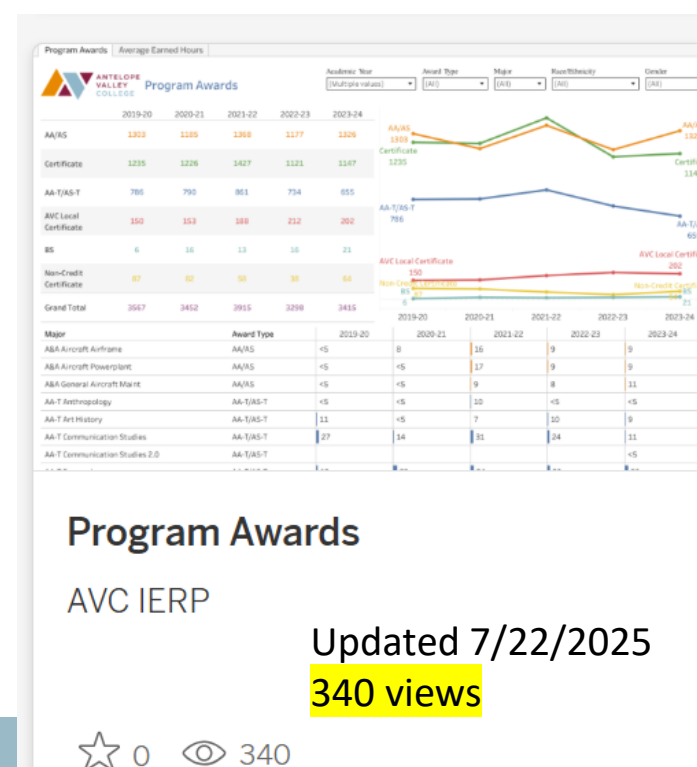 Program Awards Average Earned Hours
ANTELOPE VALLEY COLLEGE
Program Awards
Academic Year Award Type Major Race/Ethnicity Gender
(Multiple values) (All) (All) (All) (All)
2019-20 2020-21 2021-22 2022-23 2023-24
AA/AS 1303 1185 1369 1177 1326
Certificate 1235 1226 1427 1121 1147
AA-T/AS-T 786 790 861 734 655
AVC Local Certificate 150 153 188 212 202
BS 6 16 13 16 21
Non-Credit Certificate
Grand Total 3567 3452 3915 3298 3415
AA/AS
1303
Certificate
1235
AA-T/AS-T
786
AVC Local Certificate
150
BS
6
AVC Local Certifi
202
BS
21
2019-20 2020-21 2021-22 2022-23 2023-24
Major Award Type 2019-20 2020-21 2021-22 2022-23 2023-24
A&A Aircraft Airframe AA/AS <5 8 16 9 9
A&A Aircraft Powerplant AA/AS <5 <5 17 9 9
A&A General Aircraft Maint AA/AS <5 <5 9 8 11
AA-T Anthropology AA-T/AS-T <5 <5 10 <5 <5
AA-T Art History AA-T/AS-T 11 <5 7 10 9
AA-T Communication Studies AA-T/AS-T 27 14 31 24 11
AA-T Communication Studies 2.0 AA-T/AS-T <5
Program Awards
AVC IERP
Updated 7/22/2025
340 views
0 340